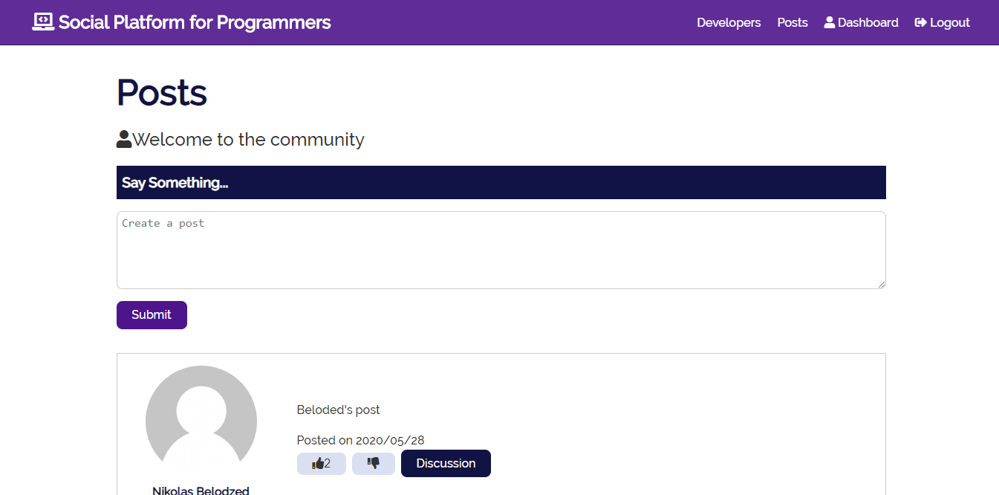 Social Platform for Programmers
Developers Posts Dashboard Logout
Posts
Welcome to the community
Say Something...
Create a post
Submit
Beloded's post
Posted on 2020/05/28
2 Discussion
Nikolas Belodzed